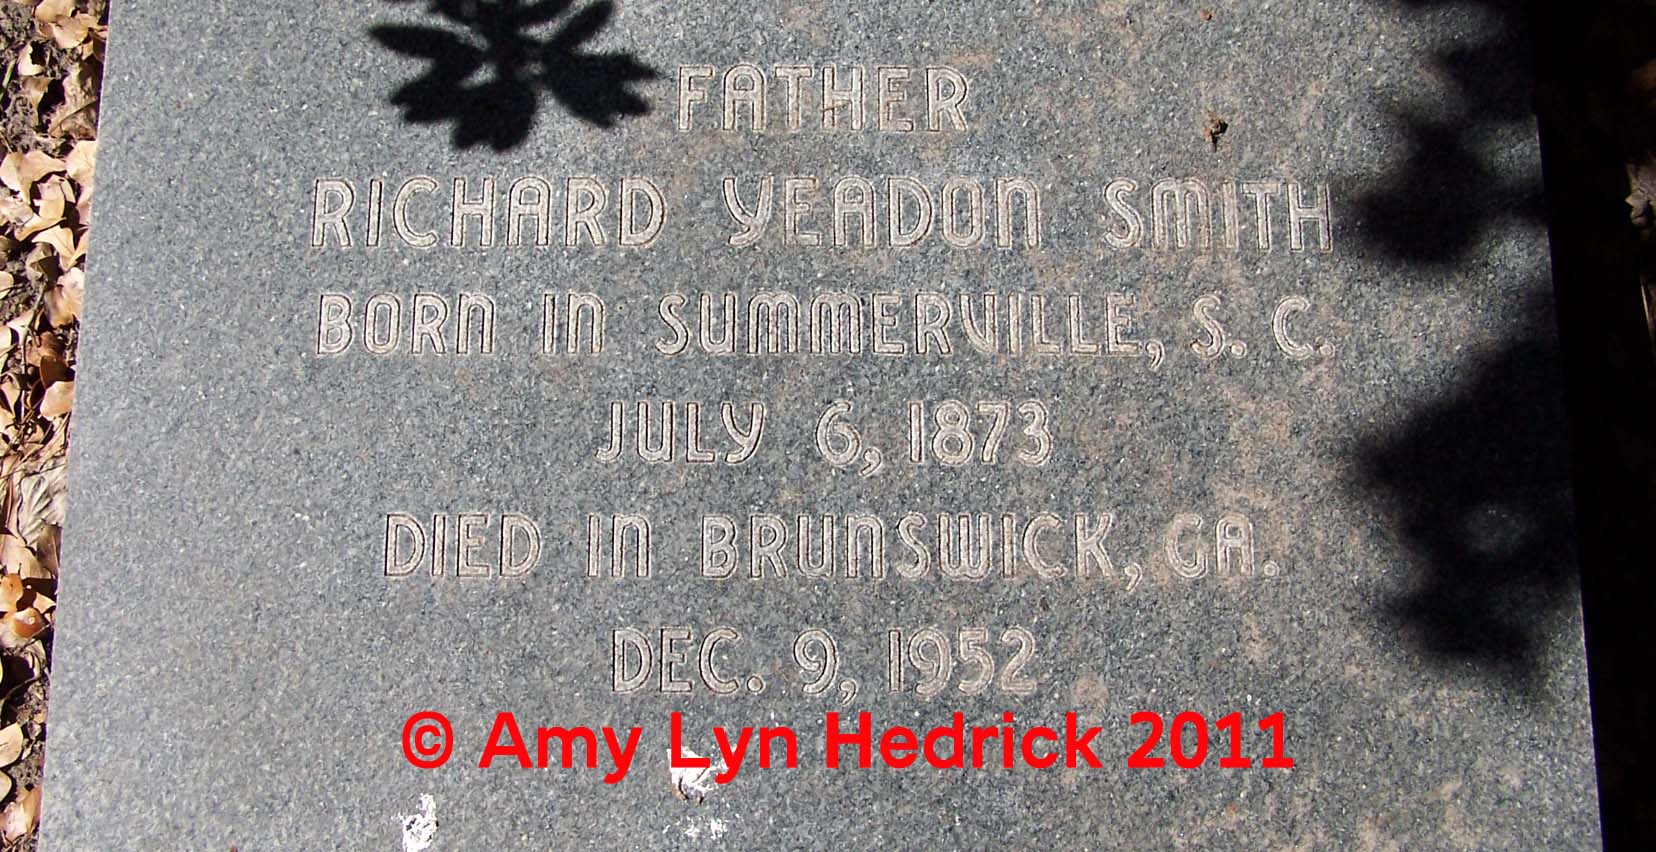 FATHER
RICHARD YEADON SMITH
BORN IN SUMMERVILLE, S. C.
JULY 6, 1873
DIED IN BRUNSWICK, GA.
DEC. 9, 1952
© Amy Lyn Hedrick 2011